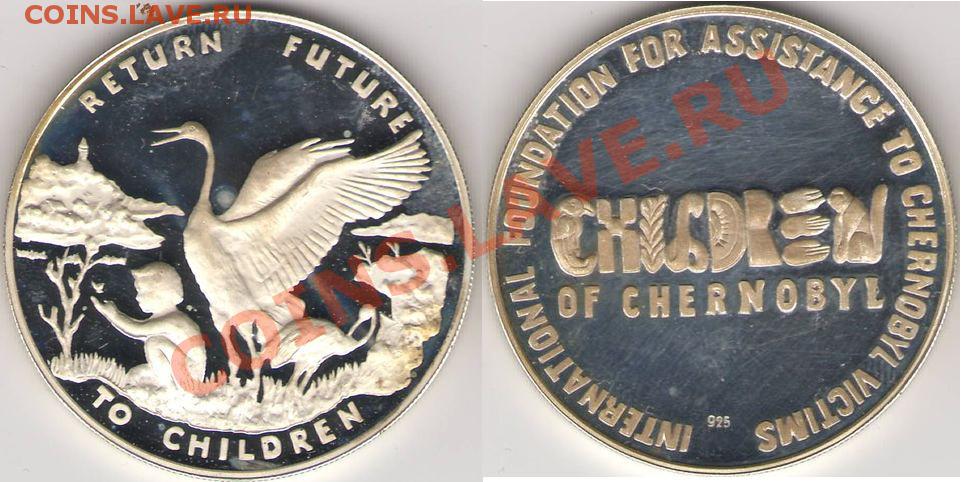 COINS.LAVE.RU
RETURN FUTURE
TO CHILDREN
COINS.LAVE.RU
INTERNATIONAL FOUNDATION FOR ASSISTANCE TO CHERNOBYL VICTIMS
CHILDREN
OF CHERNOBYL
925